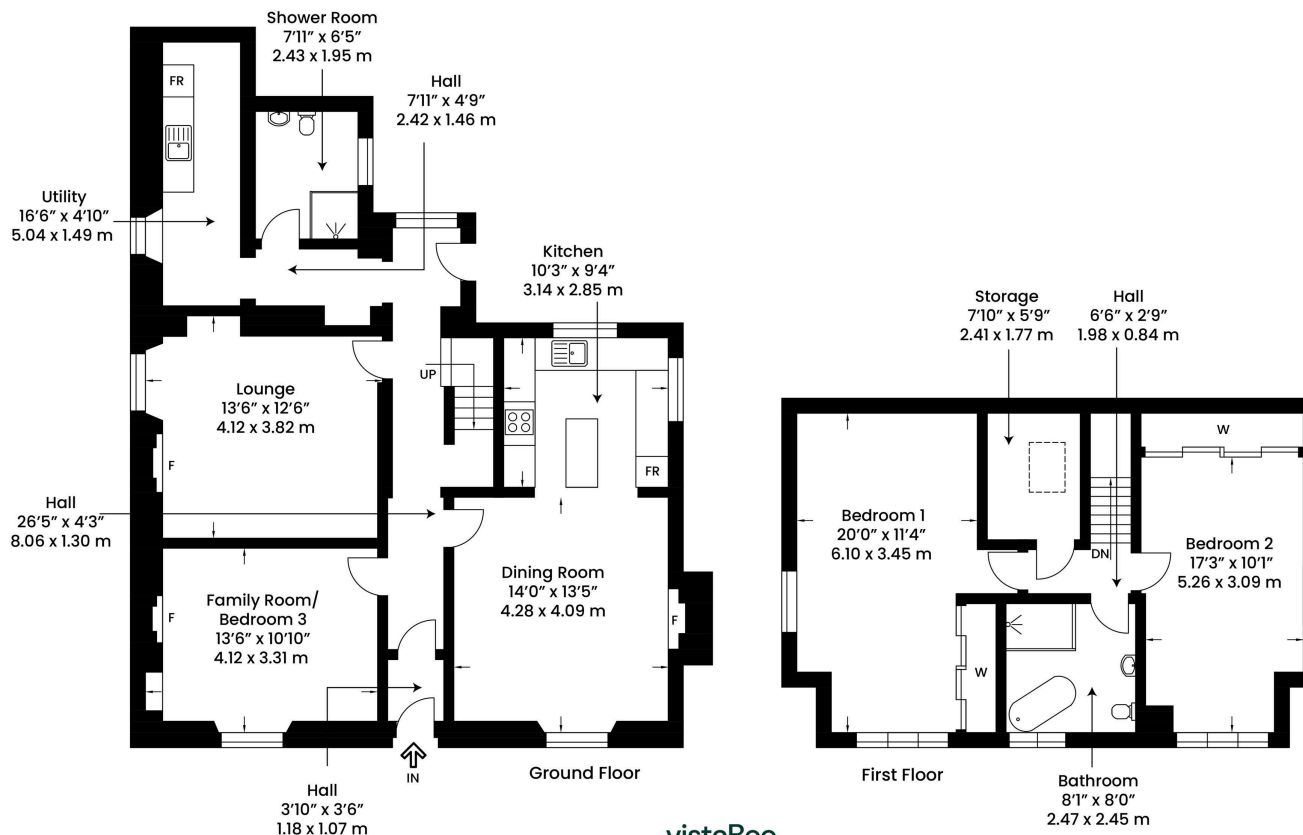 Shower Room
7'11" x 6'5"
2.43 x 1.95 m
Hall
7'11" x 4'9"
2.42 x 1.46 m
FR
Utility
16'6" x 4'10"
5.04 x 1.49 m
Kitchen
10'3" x 9'4"
3.14 x 2.85 m
UP
Lounge
13'6" x 12'6"
4.12 x 3.82 m
F
FR
Hall
26'5" x 4'3"
8.06 x 1.30 m
Dining Room
14'0" x 13'5"
4.28 x 4.09 m
F
Family Room/
Bedroom 3
13'6" x 10'10"
4.12 x 3.31 m
F
IN
Hall
3'10" x 3'6"
1.18 x 1.07 m
Ground Floor
Storage
7'10" x 5'9"
2.41 x 1.77 m
Hall
6'6" x 2'9"
1.98 x 0.84 m
W
Bedroom 1
20'0" x 11'4"
6.10 x 3.45 m
DN
Bedroom 2
17'3" x 10'1"
5.26 x 3.09 m
W
First Floor
Bathroom
8'1" x 8'0"
2.47 x 2.45 m